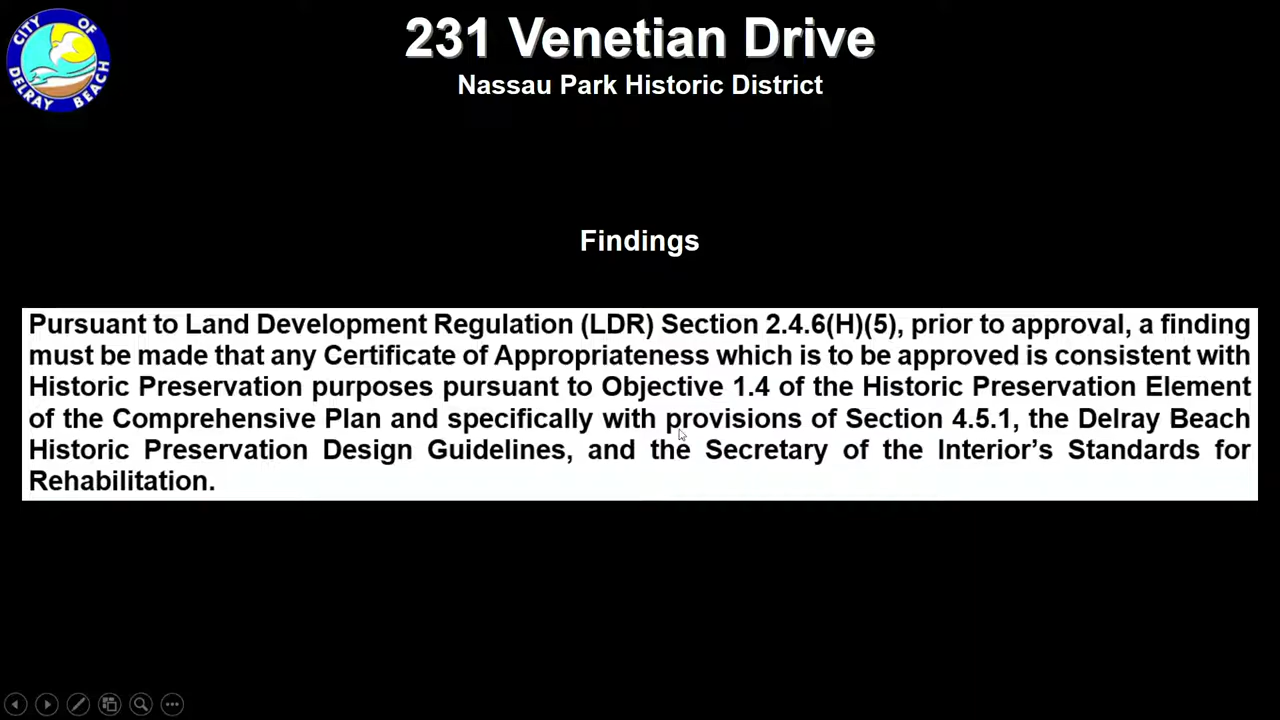 CITY OF
DELRAY BEACH
231 Venetian Drive
Nassau Park Historic District
Findings
Pursuant to Land Development Regulation (LDR) Section 2.4.6(H)(5), prior to approval, a finding
must be made that any Certificate of Appropriateness which is to be approved is consistent with
Historic Preservation purposes pursuant to Objective 1.4 of the Historic Preservation Element
of the Comprehensive Plan and specifically with provisions of Section 4.5.1, the Delray Beach
Historic Preservation Design Guidelines, and the Secretary of the Interior’s Standards for
Rehabilitation.